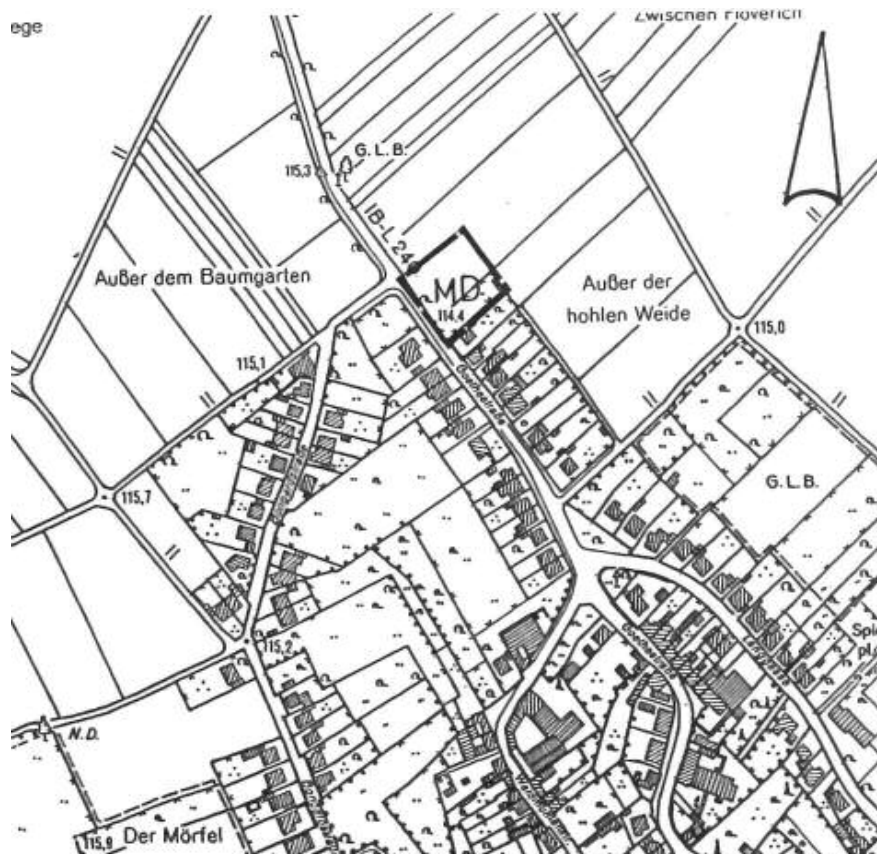 ege
Zwischen Floverich
G.L.B.
115,3
IB-L 24
MD
114,4
Außer dem Baumgarten
Außer der
hohlen Weide
115,0
115,1
115,7
G.L.B.
115,2
N.D.
Der Mörfel
115,9